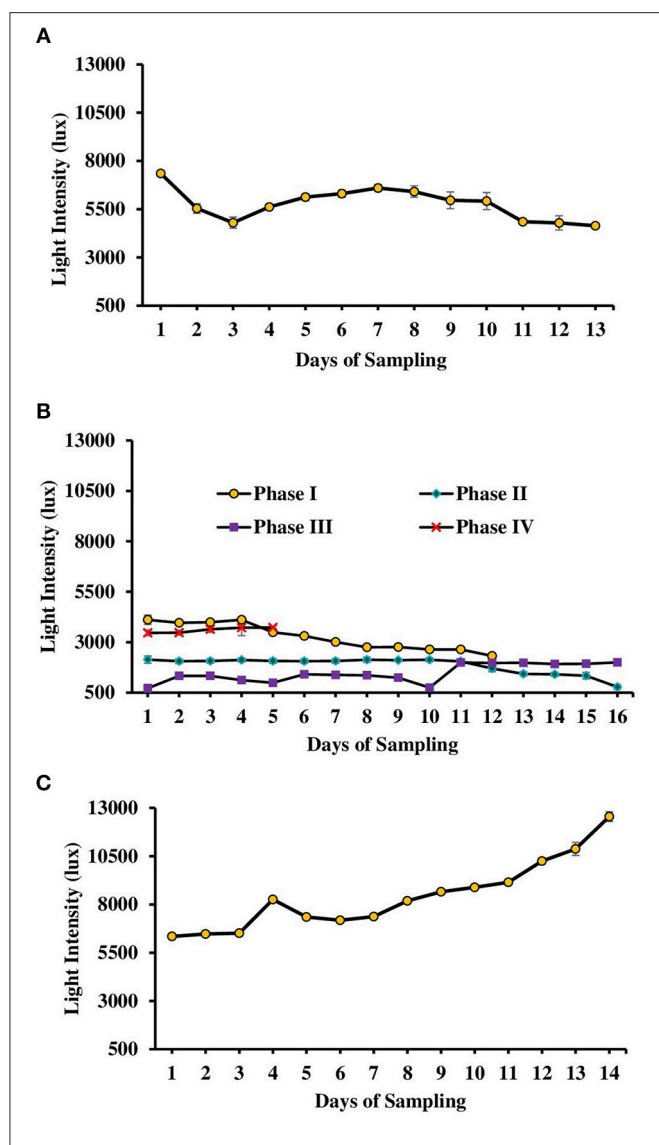 A
13000
10500
8000
5500
3000
500
Light Intensity (lux)
1 2 3 4 5 6 7 8 9 10 11 12 13
Days of Sampling
B
13000
10500
8000
5500
3000
500
Light Intensity (lux)
Phase I Phase II
Phase III Phase IV
1 2 3 4 5 6 7 8 9 10 11 12 13 14 15 16
Days of Sampling
C
13000
10500
8000
5500
3000
500
Light Intensity (lux)
1 2 3 4 5 6 7 8 9 10 11 12 13 14
Days of Sampling